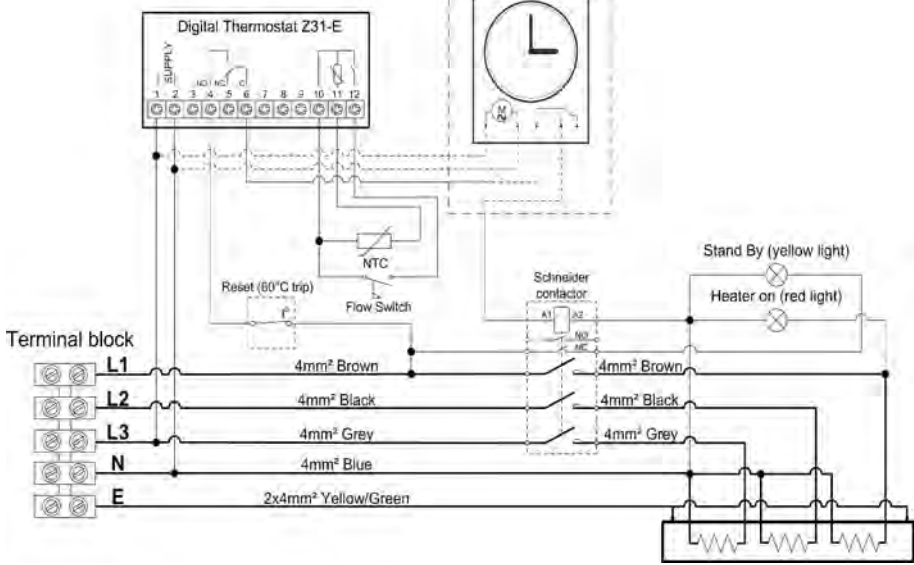 Digital Thermostat Z31-E
SUPPLY
NO NC C
1 2 3 4 5 6 7 8 9 10 11 12
NTC
Flow Switch
Reset (60°C trip)
t°
Schneider
contactor
A1 A2
NO
NC
Stand By (yellow light)
Heater on (red light)
Terminal block
L1 4mm² Brown 4mm² Brown
L2 4mm² Black 4mm² Black
L3 4mm² Grey 4mm² Grey
N 4mm² Blue
E 2x4mm² Yellow/Green